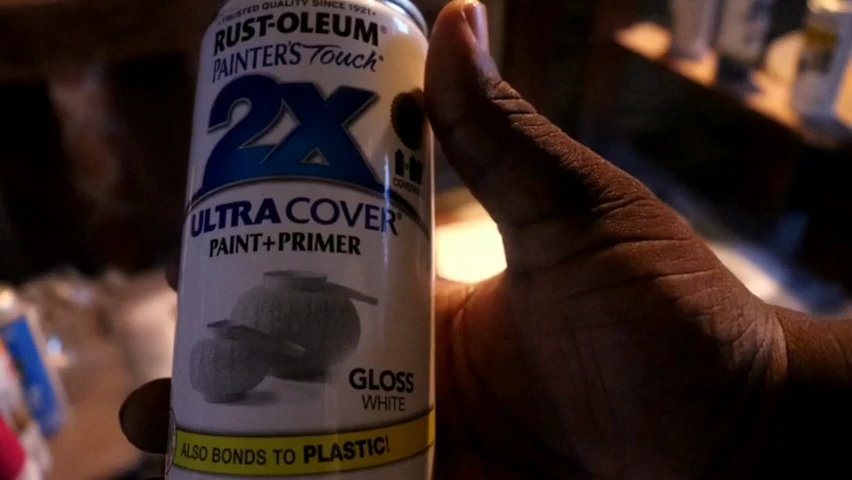 TRUSTED QUALITY SINCE 1921
RUST-OLEUM®
PAINTER'S Touch®
2X
COVERAGE
ULTRA COVER®
PAINT+PRIMER
GLOSS
WHITE
ALSO BONDS TO PLASTIC!